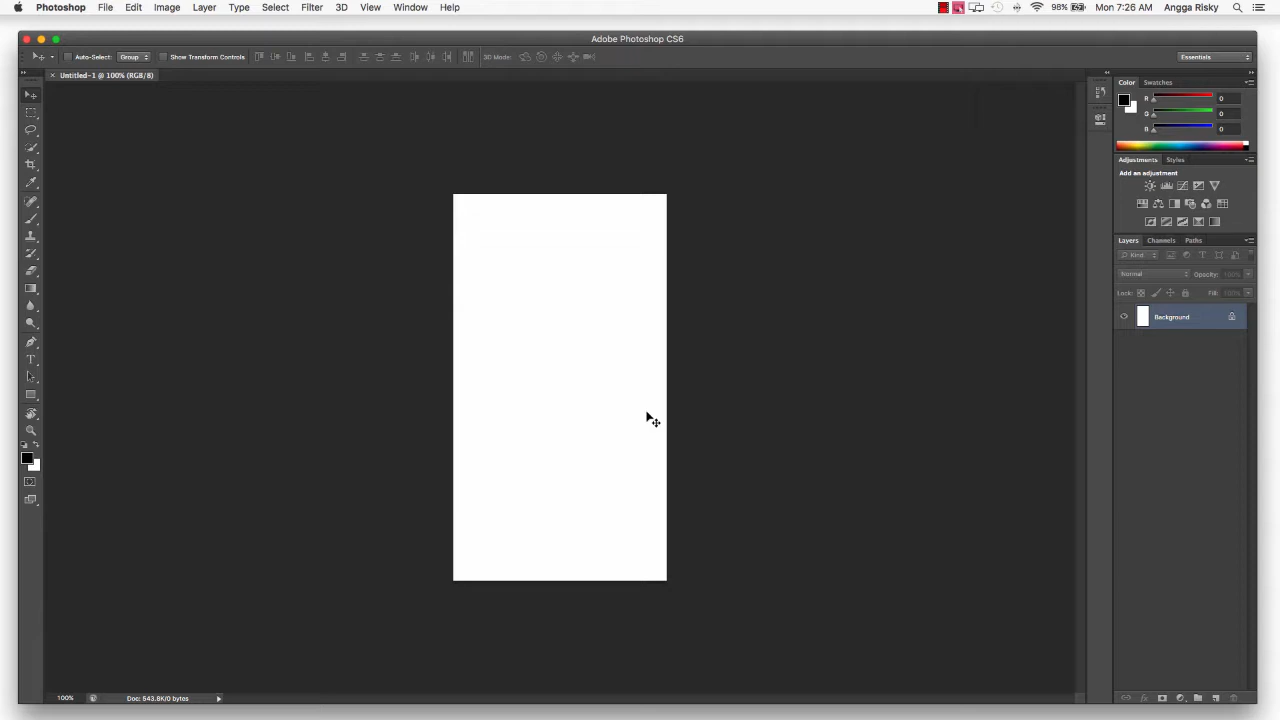 Photoshop File Edit Image Layer Type Select Filter 3D View Window Help 98% Mon 7:26 AM Angga Risky
Adobe Photoshop CS6
Auto-Select: Group Show Transform Controls 3D Mode: Essentials
× Untitled-1 @ 100% (RGB/8)
Color Swatches
R 0
G 0
B 0
Adjustments Styles
Add an adjustment
Layers Channels Paths
Kind
Normal Opacity: 100%
Lock: Fill: 100%
Background
T
100% Doc: 543.8K/0 bytes
fx